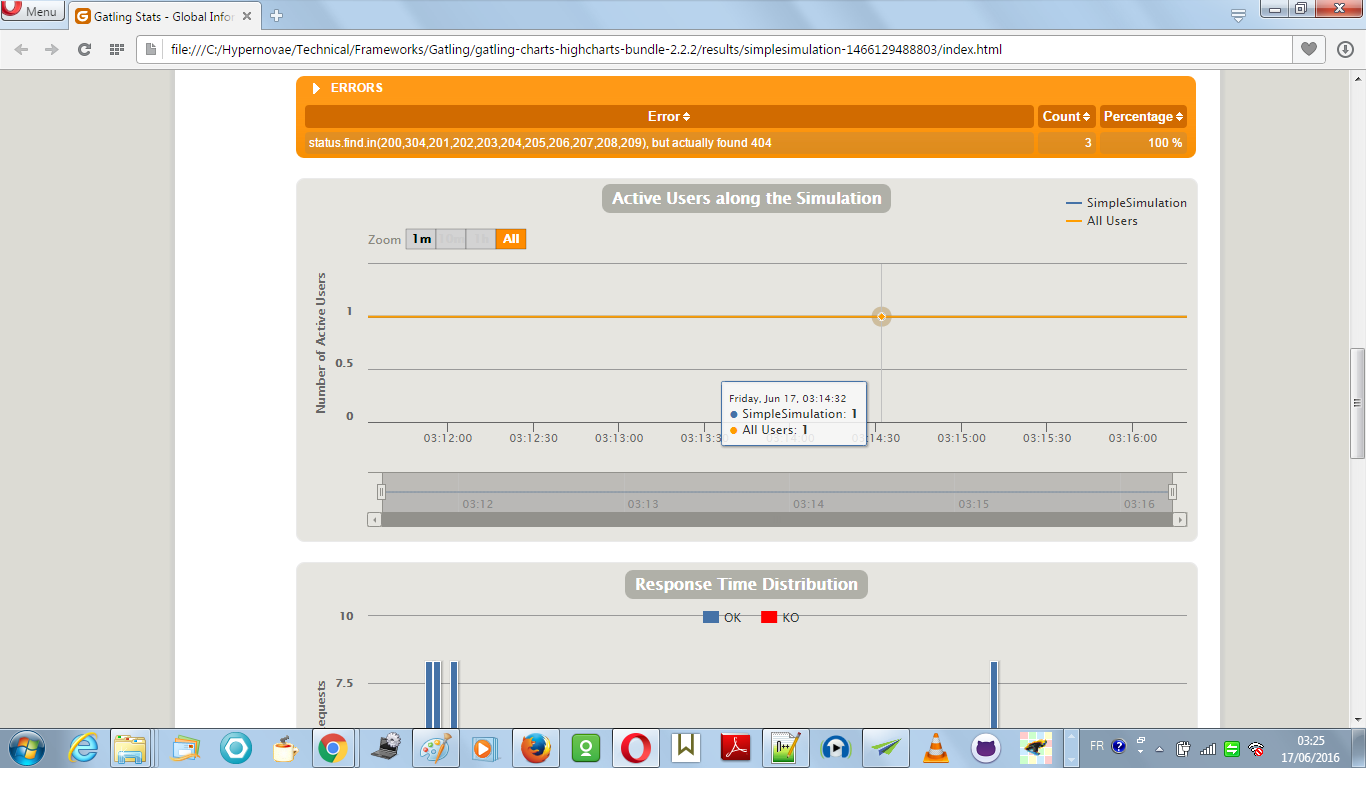 Menu
Gatling Stats - Global Infor
file:///C:/Hypernovae/Technical/Frameworks/Gatling/gatling-charts-highcharts-bundle-2.2.2/results/simplesimulation-1466129488803/index.html
ERRORS
Error Count Percentage
status.find.in(200,304,201,202,203,204,205,206,207,208,209), but actually found 404 3 100 %
Active Users along the Simulation
SimpleSimulation
All Users
Zoom 1m 10m 1h All
Number of Active Users
1
0.5
0
Friday, Jun 17, 03:14:32
SimpleSimulation: 1
All Users: 1
03:12:00 03:12:30 03:13:00 03:13:30 03:14:00 03:14:30 03:15:00 03:15:30 03:16:00
03:12 03:13 03:14 03:15 03:16
Response Time Distribution
OK KO
10
7.5
equests
FR
03:25
17/06/2016